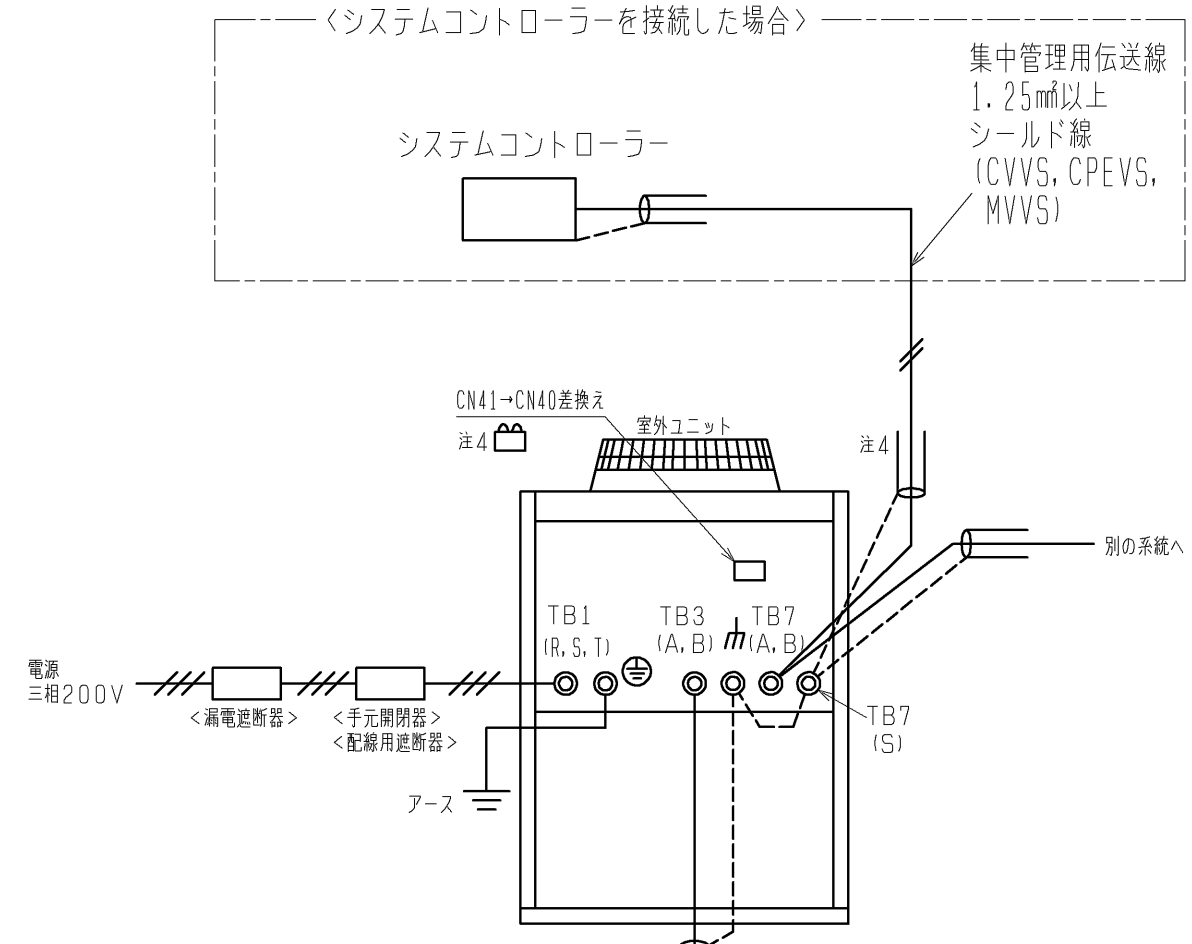 〈システムコントローラーを接続した場合〉
集中管理用伝送線
1.25㎟以上
シールド線
(CVVS, CPEVS,
MVVS)
システムコントローラー
CN41→CN40差換え
注4
室外ユニット
注4
別の系統へ
TB1
(R, S, T)
TB3
(A, B)
TB7
(A, B)
電源
三相200V
<漏電遮断器>
<手元開閉器>
<配線用遮断器>
TB7
(S)
アース